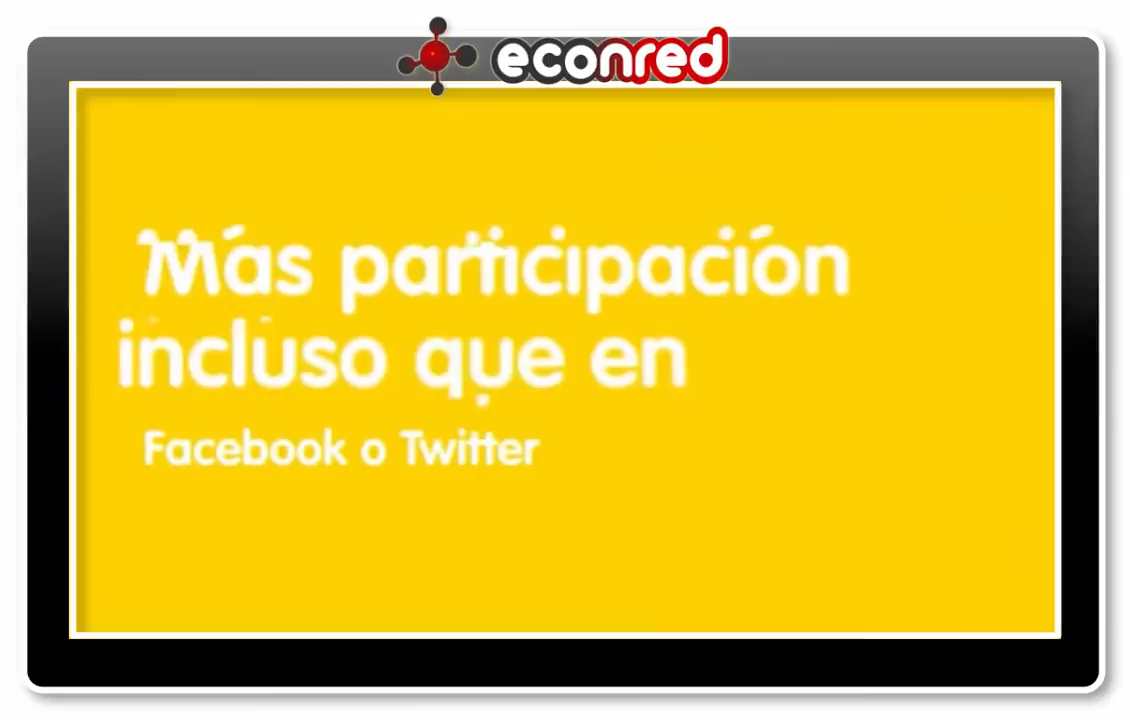 econred
Más participación
incluso que en
Facebook o Twitter